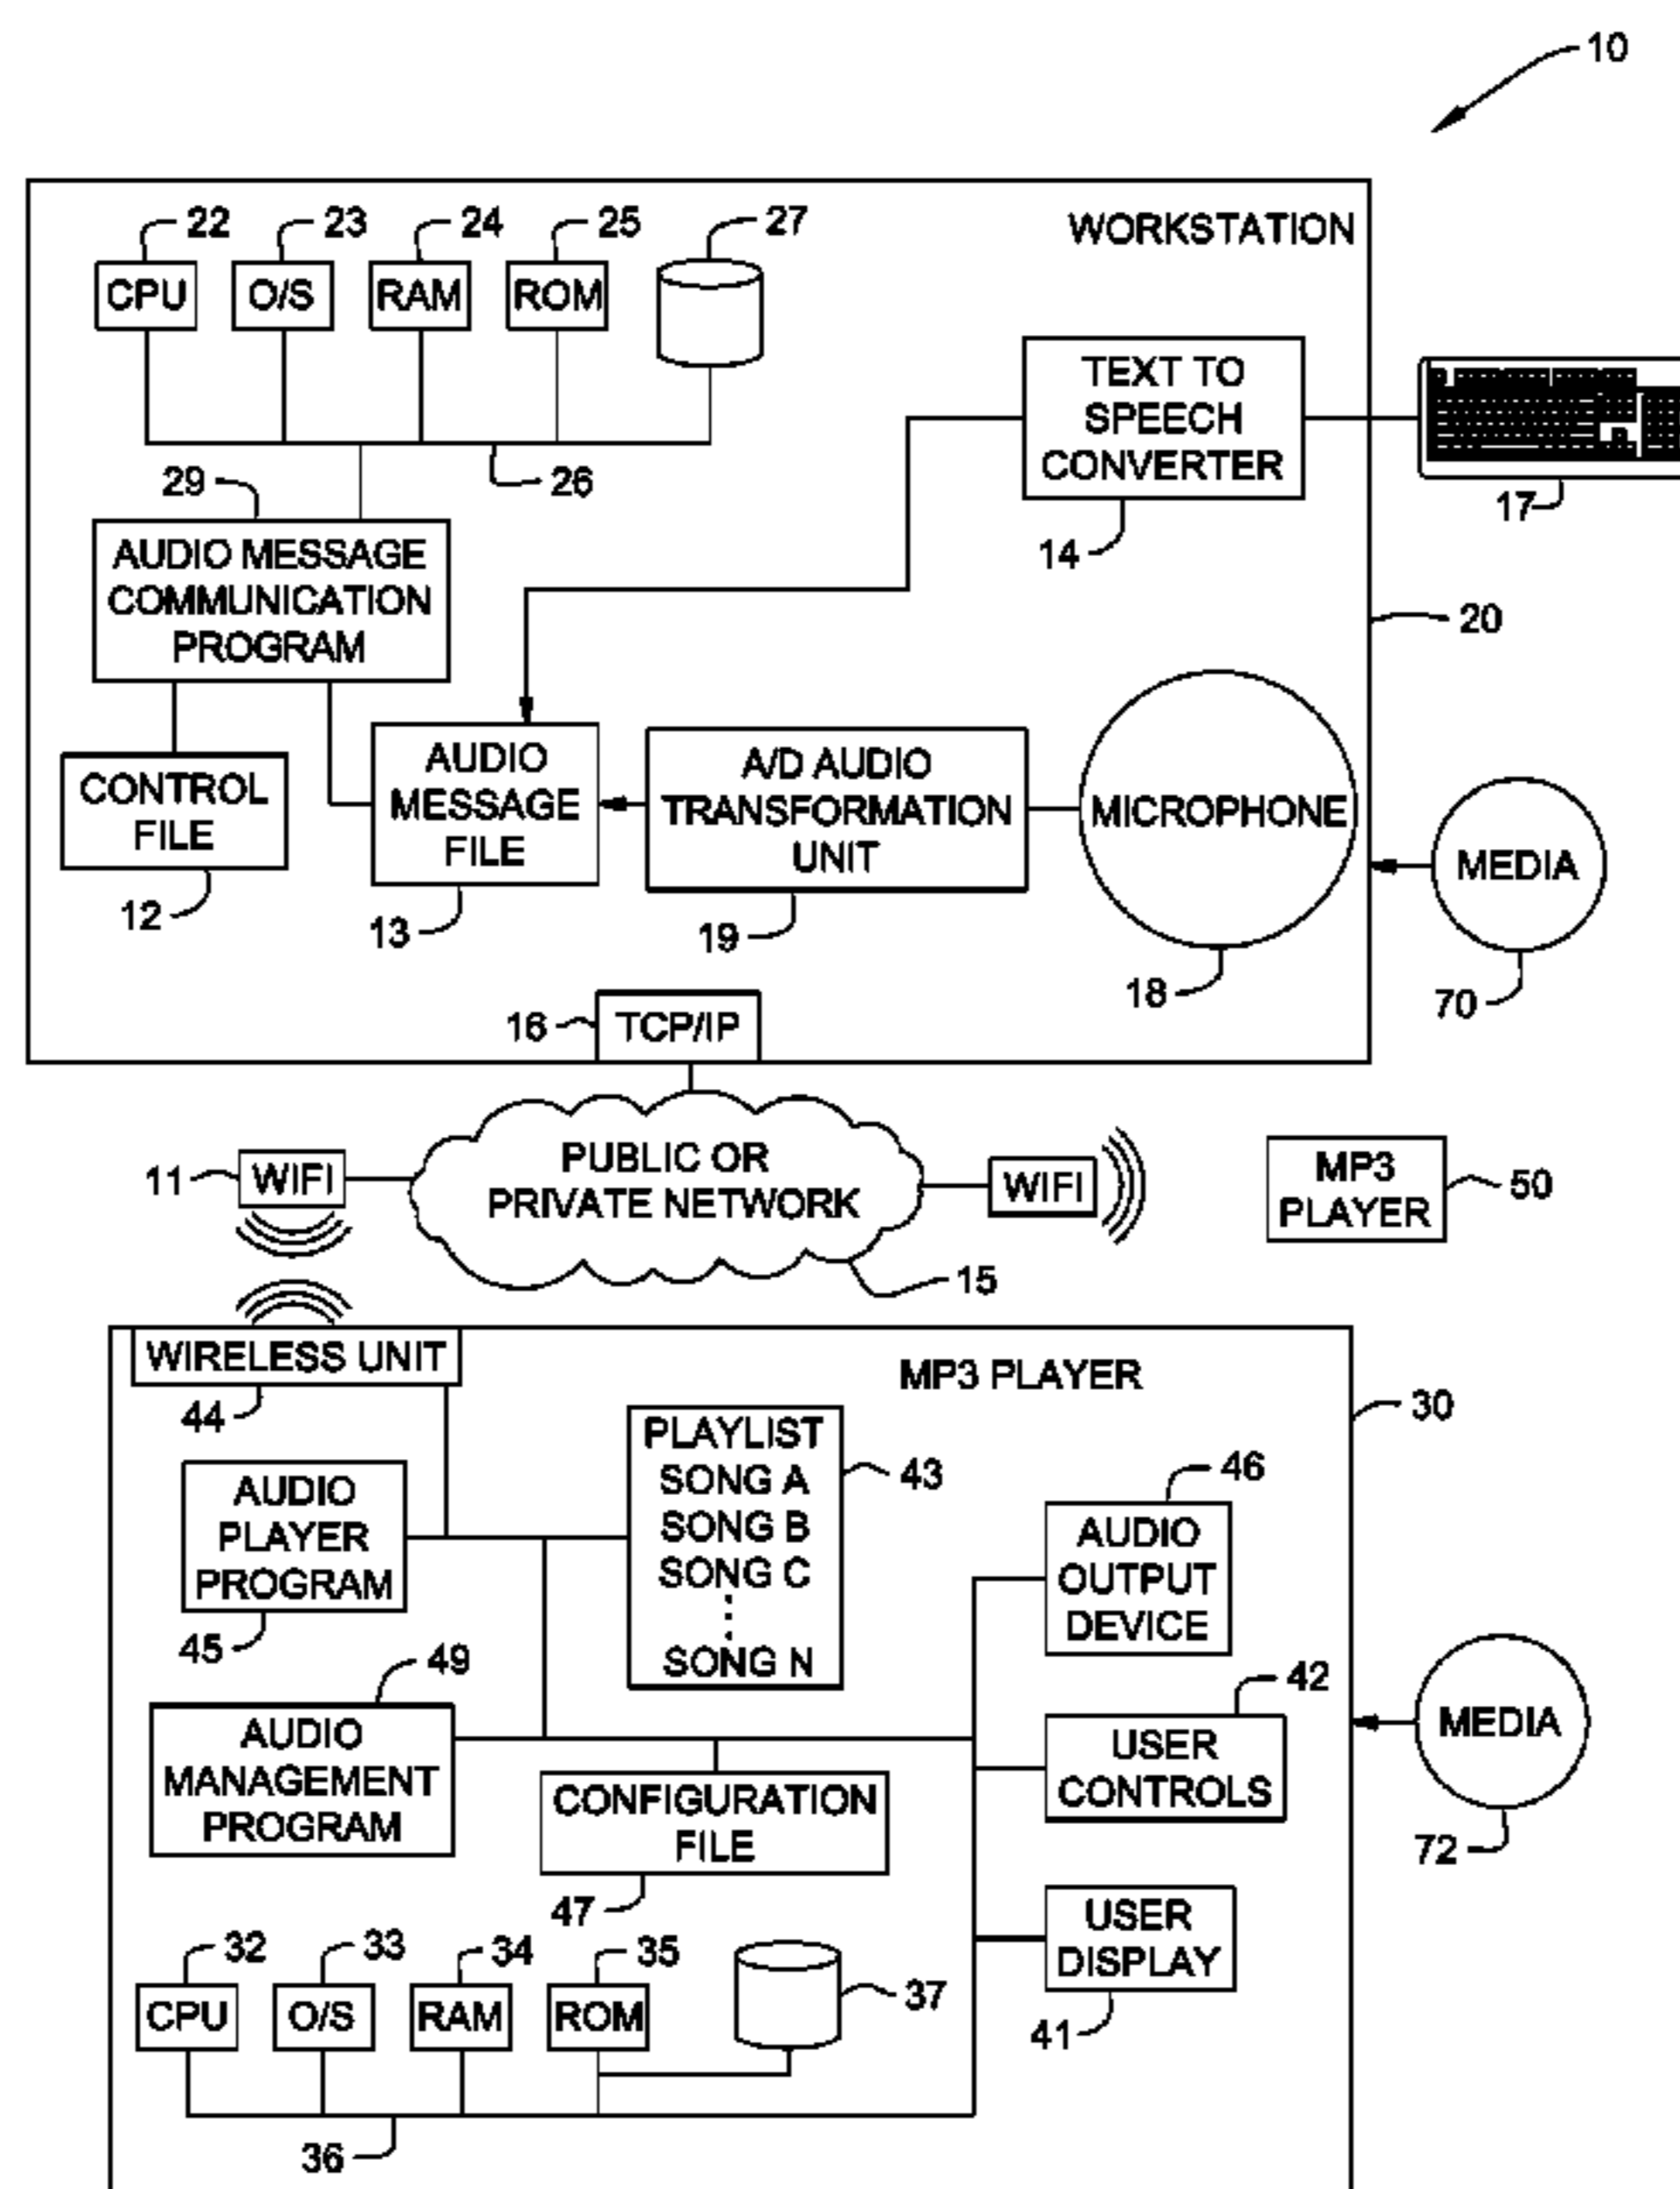 10
22
23
24
25
27
WORKSTATION
CPU
O/S
RAM
ROM
TEXT TO
SPEECH
CONVERTER
14
17
29
26
AUDIO MESSAGE
COMMUNICATION
PROGRAM
20
CONTROL
FILE
12
AUDIO
MESSAGE
FILE
13
A/D AUDIO
TRANSFORMATION
UNIT
19
MICROPHONE
18
MEDIA
70
16
TCP/IP
11
WIFI
PUBLIC OR
PRIVATE NETWORK
15
WIFI
MP3
PLAYER
50
WIRELESS UNIT
44
MP3 PLAYER
30
PLAYLIST
SONG A
SONG B
SONG C
SONG N
43
AUDIO
PLAYER
PROGRAM
45
46
AUDIO
OUTPUT
DEVICE
49
AUDIO
MANAGEMENT
PROGRAM
42
USER
CONTROLS
MEDIA
72
CONFIGURATION
FILE
47
USER
DISPLAY
41
32
33
34
35
37
CPU
O/S
RAM
ROM
36